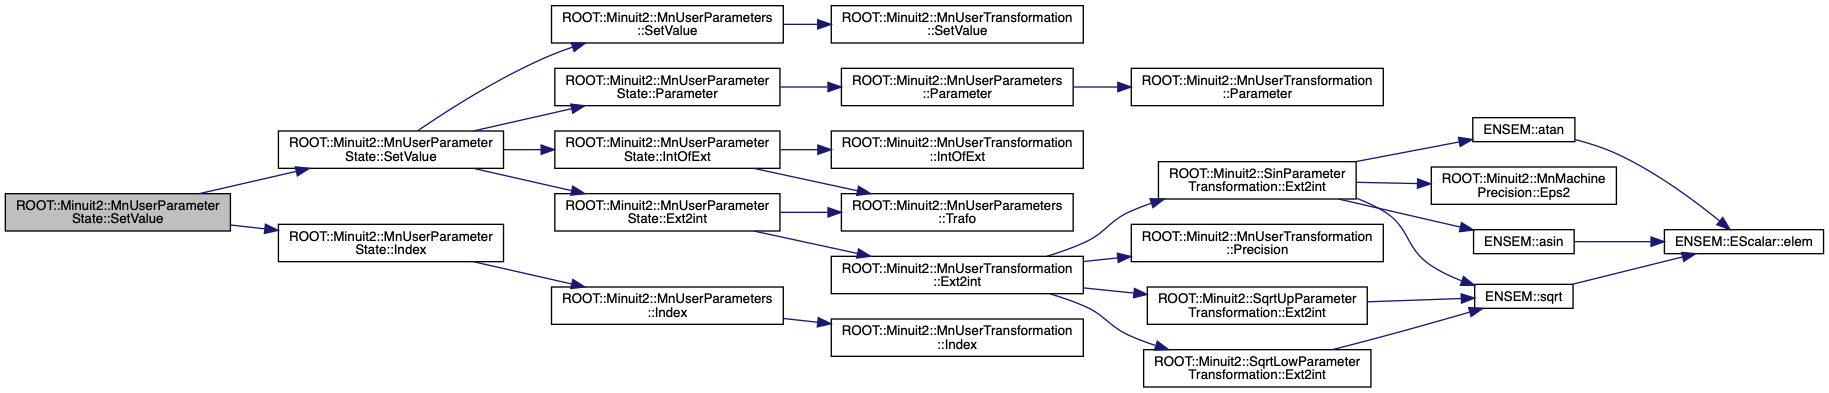 ROOT::Minuit2::MnUserParameter
State::SetValue
ROOT::Minuit2::MnUserParameter
State::SetValue
ROOT::Minuit2::MnUserParameter
State::Index
ROOT::Minuit2::MnUserParameters
::SetValue
ROOT::Minuit2::MnUserParameter
State::Parameter
ROOT::Minuit2::MnUserParameter
State::IntOfExt
ROOT::Minuit2::MnUserParameter
State::Ext2int
ROOT::Minuit2::MnUserParameters
::Index
ROOT::Minuit2::MnUserTransformation
::SetValue
ROOT::Minuit2::MnUserParameters
::Parameter
ROOT::Minuit2::MnUserTransformation
::IntOfExt
ROOT::Minuit2::MnUserParameters
::Trafo
ROOT::Minuit2::MnUserTransformation
::Ext2int
ROOT::Minuit2::MnUserTransformation
::Index
ROOT::Minuit2::MnUserTransformation
::Parameter
ROOT::Minuit2::SinParameter
Transformation::Ext2int
ROOT::Minuit2::MnUserTransformation
::Precision
ROOT::Minuit2::SqrtUpParameter
Transformation::Ext2int
ROOT::Minuit2::SqrtLowParameter
Transformation::Ext2int
ENSEM::atan
ROOT::Minuit2::MnMachine
Precision::Eps2
ENSEM::asin
ENSEM::sqrt
ENSEM::EScalar::elem